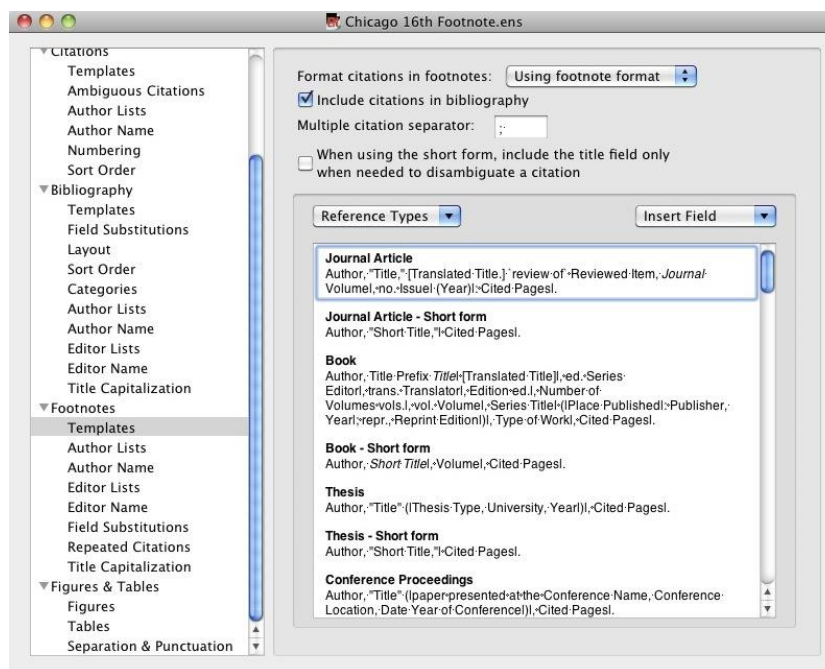 Chicago 16th Footnote.ens
Citations
Templates
Ambiguous Citations
Author Lists
Author Name
Numbering
Sort Order
Bibliography
Templates
Field Substitutions
Layout
Sort Order
Categories
Author Lists
Author Name
Editor Lists
Editor Name
Title Capitalization
Footnotes
Templates
Author Lists
Author Name
Editor Lists
Editor Name
Field Substitutions
Repeated Citations
Title Capitalization
Figures & Tables
Figures
Tables
Separation & Punctuation
Format citations in footnotes: Using footnote format
Include citations in bibliography
Multiple citation separator: ;·
When using the short form, include the title field only
when needed to disambiguate a citation
Reference Types Insert Field
Journal Article
Author,·"Title,"·[Translated·Title.]·`review·of`·Reviewed·Item,·Journal·
Volume|,·no.·Issue|·(Year)|:·Cited·Pages|.
Journal Article - Short form
Author,·"Short·Title,"|·Cited·Pages|.
Book
Author,·Title·Prefix·Title|·[Translated·Title]|,·ed.·Series·
Editor|,·trans.·Translator|,·Edition·ed.|,·Number·of·
Volumes·vols.|,·vol.·Volume|,·Series·Title|·(|Place·Published|:·Publisher,·
Year|;·repr.,·Reprint·Edition|)|,·Type·of·Work|,·Cited·Pages|.
Book - Short form
Author,·Short·Title|,·Volume|,·Cited·Pages|.
Thesis
Author,·"Title"·(|Thesis·Type,·University,·Year|)|,·Cited·Pages|.
Thesis - Short form
Author,·"Short·Title,"|·Cited·Pages|.
Conference Proceedings
Author,·"Title"·(|paper·presented·at·the·Conference·Name,·Conference·
Location,·Date·Year·of·Conference|)|,·Cited·Pages|.